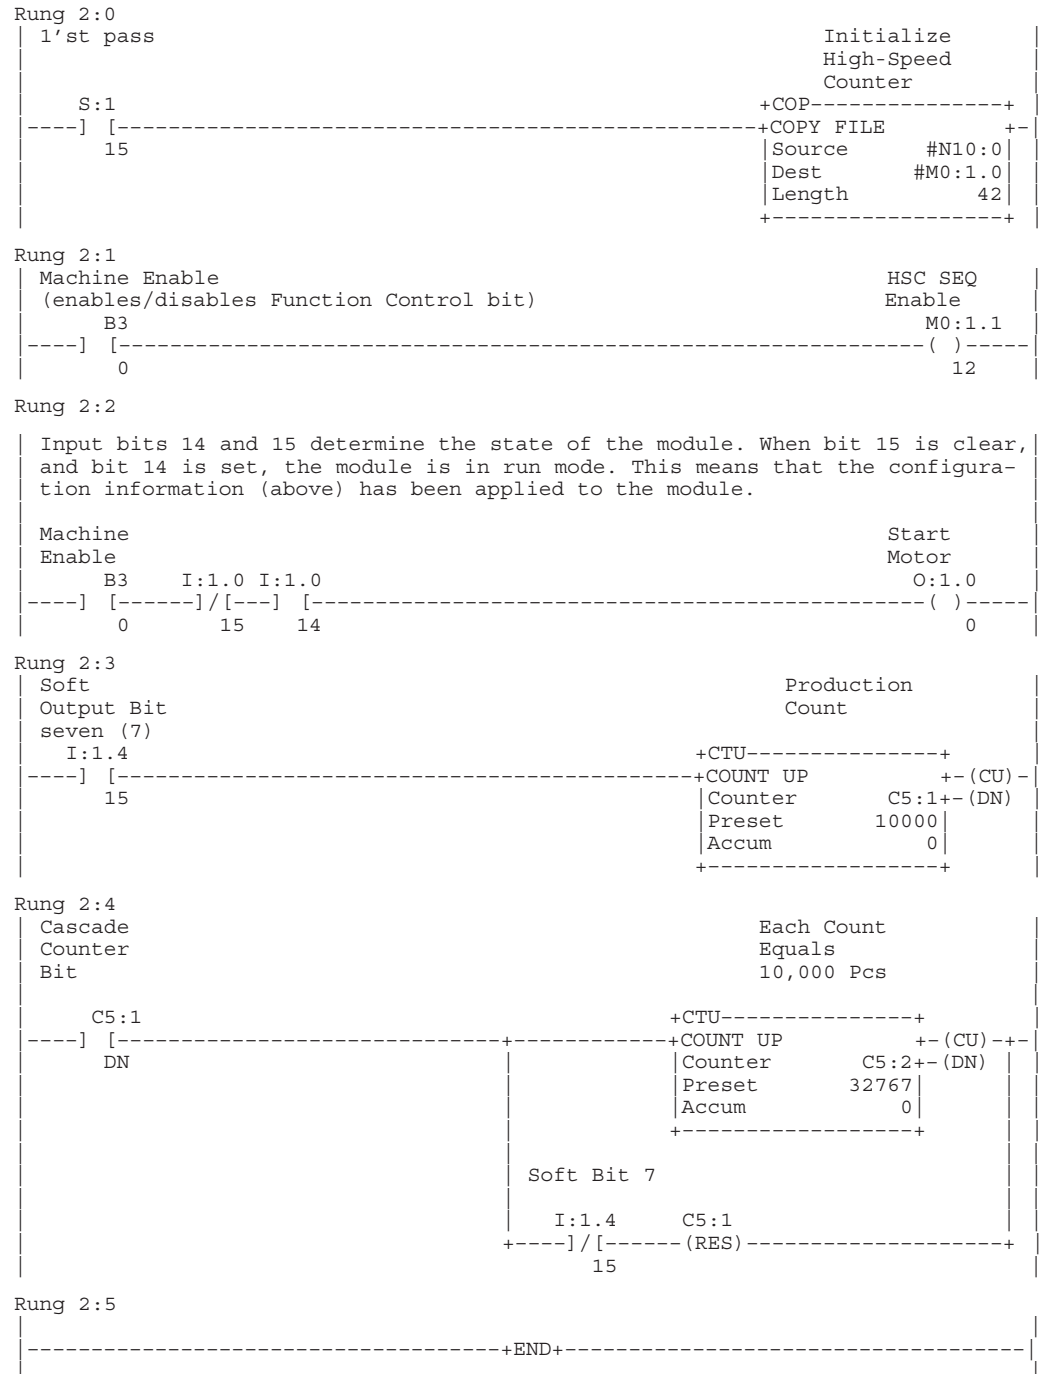 Rung 2:0
| 1’st pass                                                    Initialize      |
|                                                              High-Speed      |
|                                                              Counter         |
|    S:1                                                    +COP---------------+ |
|----] [--------------------------------------------------+COPY FILE         +-|
|      15                                                  |Source      #N10:0| |
|                                                          |Dest       #M0:1.0| |
|                                                          |Length          42| |
|                                                          +------------------+ |
Rung 2:1
| Machine Enable                                                    HSC SEQ    |
| (enables/disables Function Control bit)                           Enable     |
|      B3                                                              M0:1.1  |
|----] [---------------------------------------------------------------( )-----|
|       0                                                                12    |
Rung 2:2
| Input bits 14 and 15 determine the state of the module. When bit 15 is clear,|
| and bit 14 is set, the module is in run mode. This means that the configura- |
| tion information (above) has been applied to the module.                     |
|                                                                              |
| Machine                                                           Start      |
| Enable                                                            Motor      |
|      B3    I:1.0 I:1.0                                              O:1.0    |
|----] [------]/[---] [------------------------------------------------( )-----|
|       0       15    14                                                  0    |
Rung 2:3
| Soft                                                      Production         |
| Output Bit                                                Count              |
| seven (7)                                                                    |
|   I:1.4                                            +CTU---------------+      |
|----] [---------------------------------------------+COUNT UP          +-(CU)-|
|      15                                            |Counter      C5:1+-(DN)  |
|                                                    |Preset      10000|       |
|                                                    |Accum           0|       |
|                                                    +------------------+      |
Rung 2:4
| Cascade                                                 Each Count           |
| Counter                                                 Equals               |
| Bit                                                     10,000 Pcs           |
|                                                                              |
|     C5:1                                          +CTU---------------+       |
|----] [------------------------------+------------+COUNT UP          +-(CU)-+-|
|      DN                             |            |Counter       C5:2+-(DN) | |
|                                     |            |Preset      32767|       | |
|                                     |            |Accum           0|       | |
|                                     |            +------------------+      | |
|                                     |                                      | |
|                                     | Soft Bit 7                           | |
|                                     |                                      | |
|                                     |   I:1.4     C5:1                     | |
|                                     +----]/[------(RES)--------------------+ |
|                                            15                                |
Rung 2:5
|                                                                              |
|-------------------------------------+END+------------------------------------|
|                                                                              |